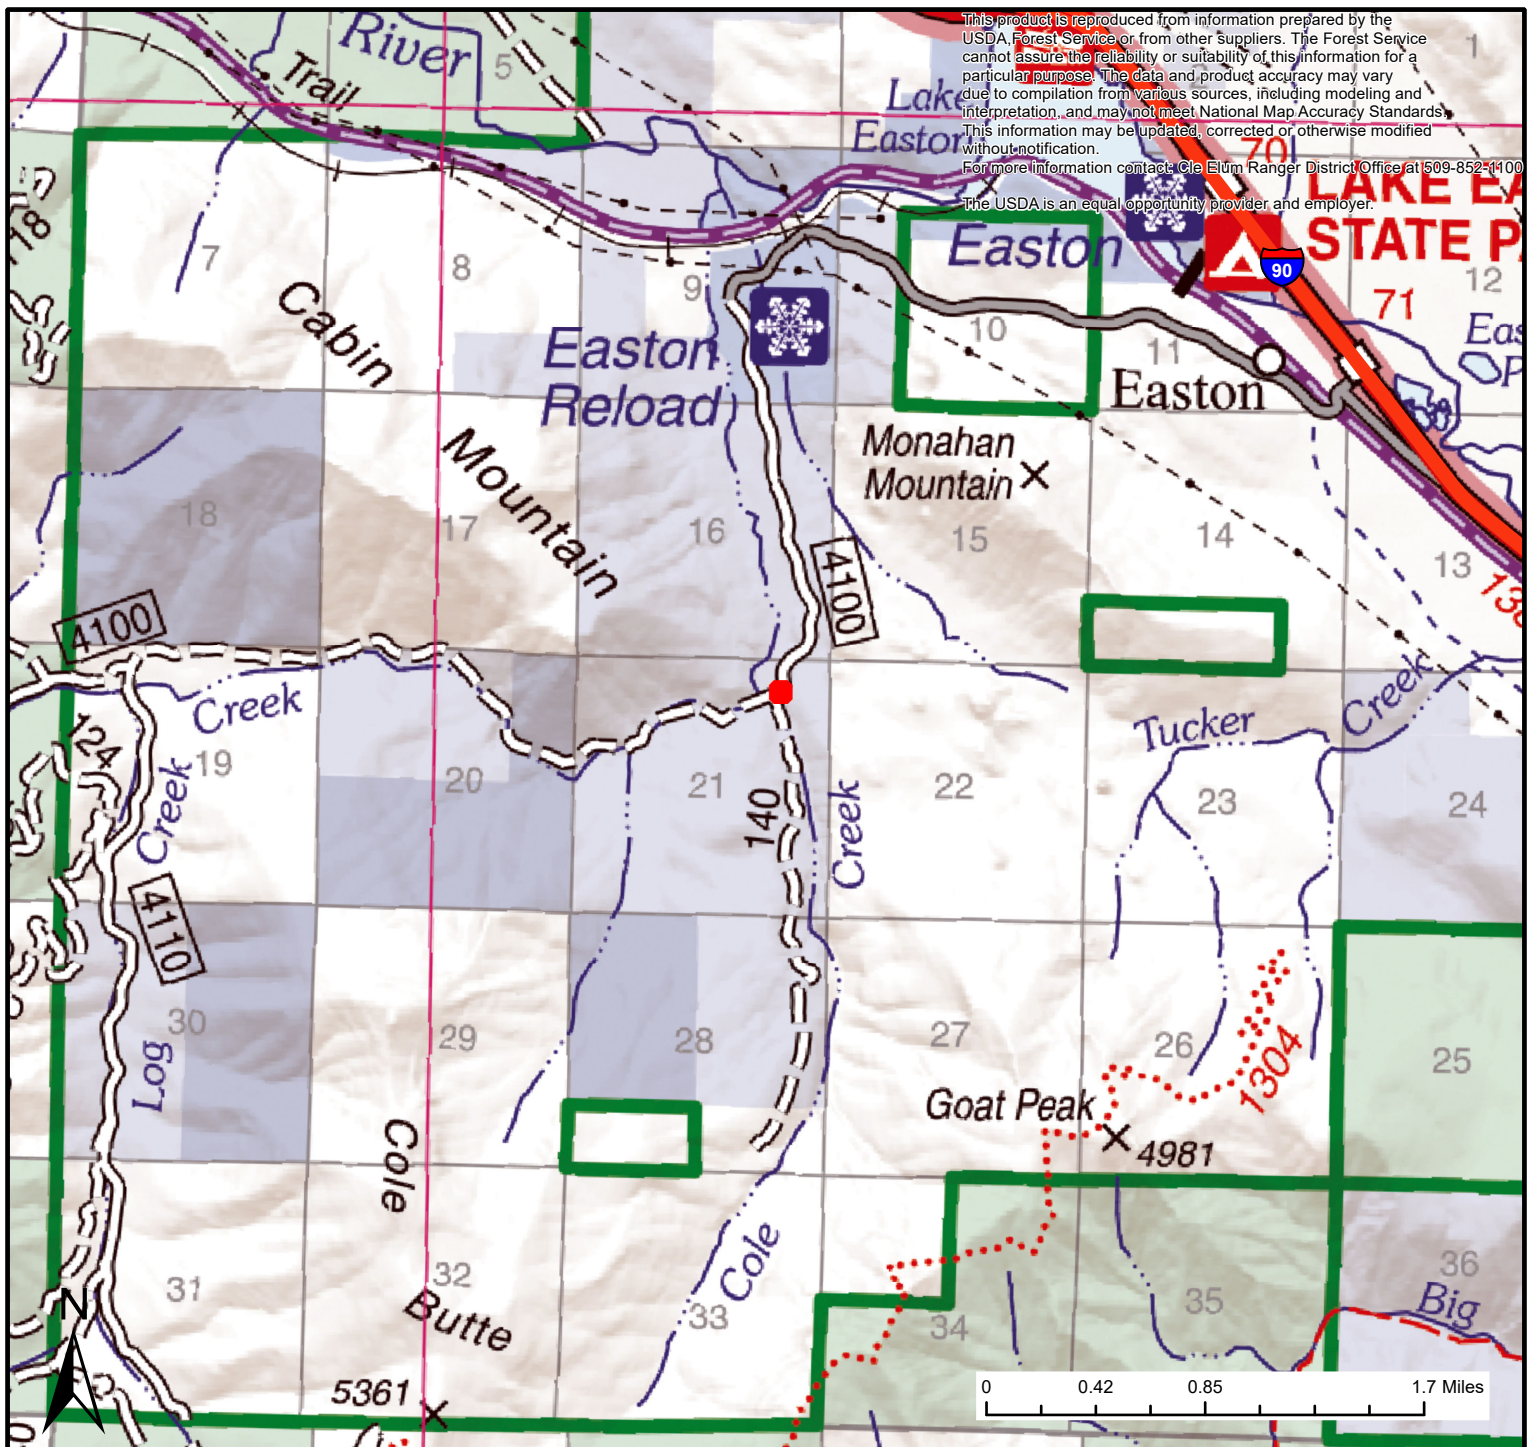 This product is reproduced from information prepared by the
USDA,Forest Service or from other suppliers. The Forest Service
cannot assure the reliability or suitability of this information for a
particular purpose. The data and product accuracy may vary
due to compilation from various sources, including modeling and
interpretation, and may not meet National Map Accuracy Standards.
This information may be updated, corrected or otherwise modified
without notification.
For more information contact: Cle Elum Ranger District Office at 509-852-1100
The USDA is an equal opportunity provider and employer.
River
Trail
5
1
Lake
Easton
70
LAKE EA
STATE P
18
7
8
9
Easton
90
12
71
Cabin
10
11
Eas
P
Easton
Reload
Easton
Mountain
Monahan
Mountain
18
17
16
15
14
13
4100
4100
Creek
Tucker
Creek
124
19
Creek
20
21
140
Creek
22
23
24
4110
30
Log
29
28
27
26
1304
25
Goat Peak
4981
Cole
31
32
Butte
33
Cole
34
35
36
Big
N
5361
0 0.42 0.85 1.7 Miles